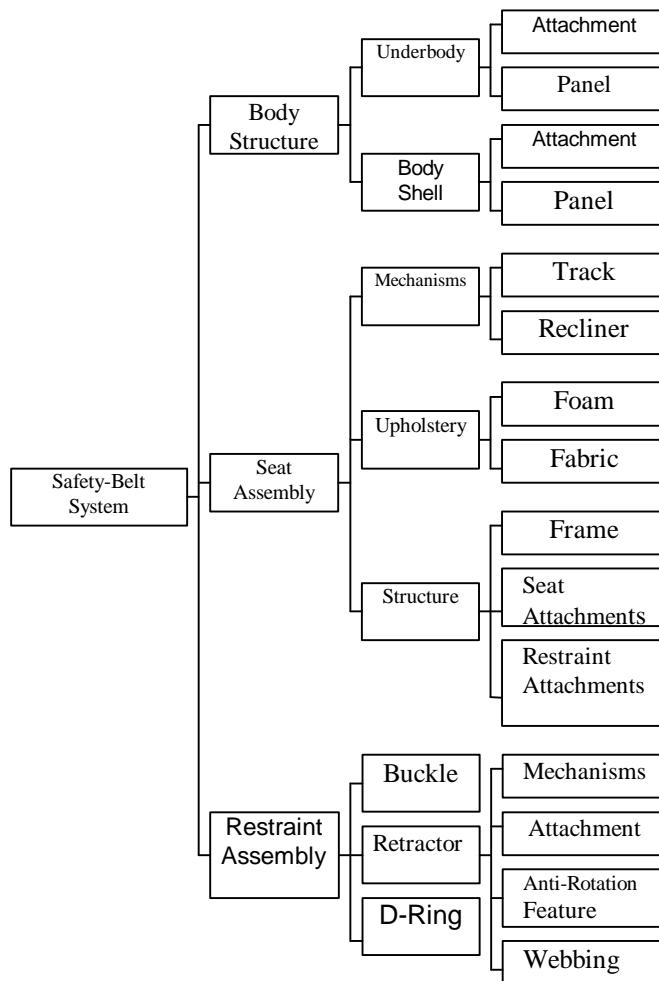 Safety-Belt
System
Body
Structure
Underbody
Attachment
Panel
Body
Shell
Attachment
Panel
Seat
Assembly
Mechanisms
Track
Recliner
Upholstery
Foam
Fabric
Structure
Frame
Seat
Attachments
Restraint
Attachments
Restraint
Assembly
Buckle
Retractor
Mechanisms
Attachment
Anti-Rotation
Feature
Webbing
D-Ring